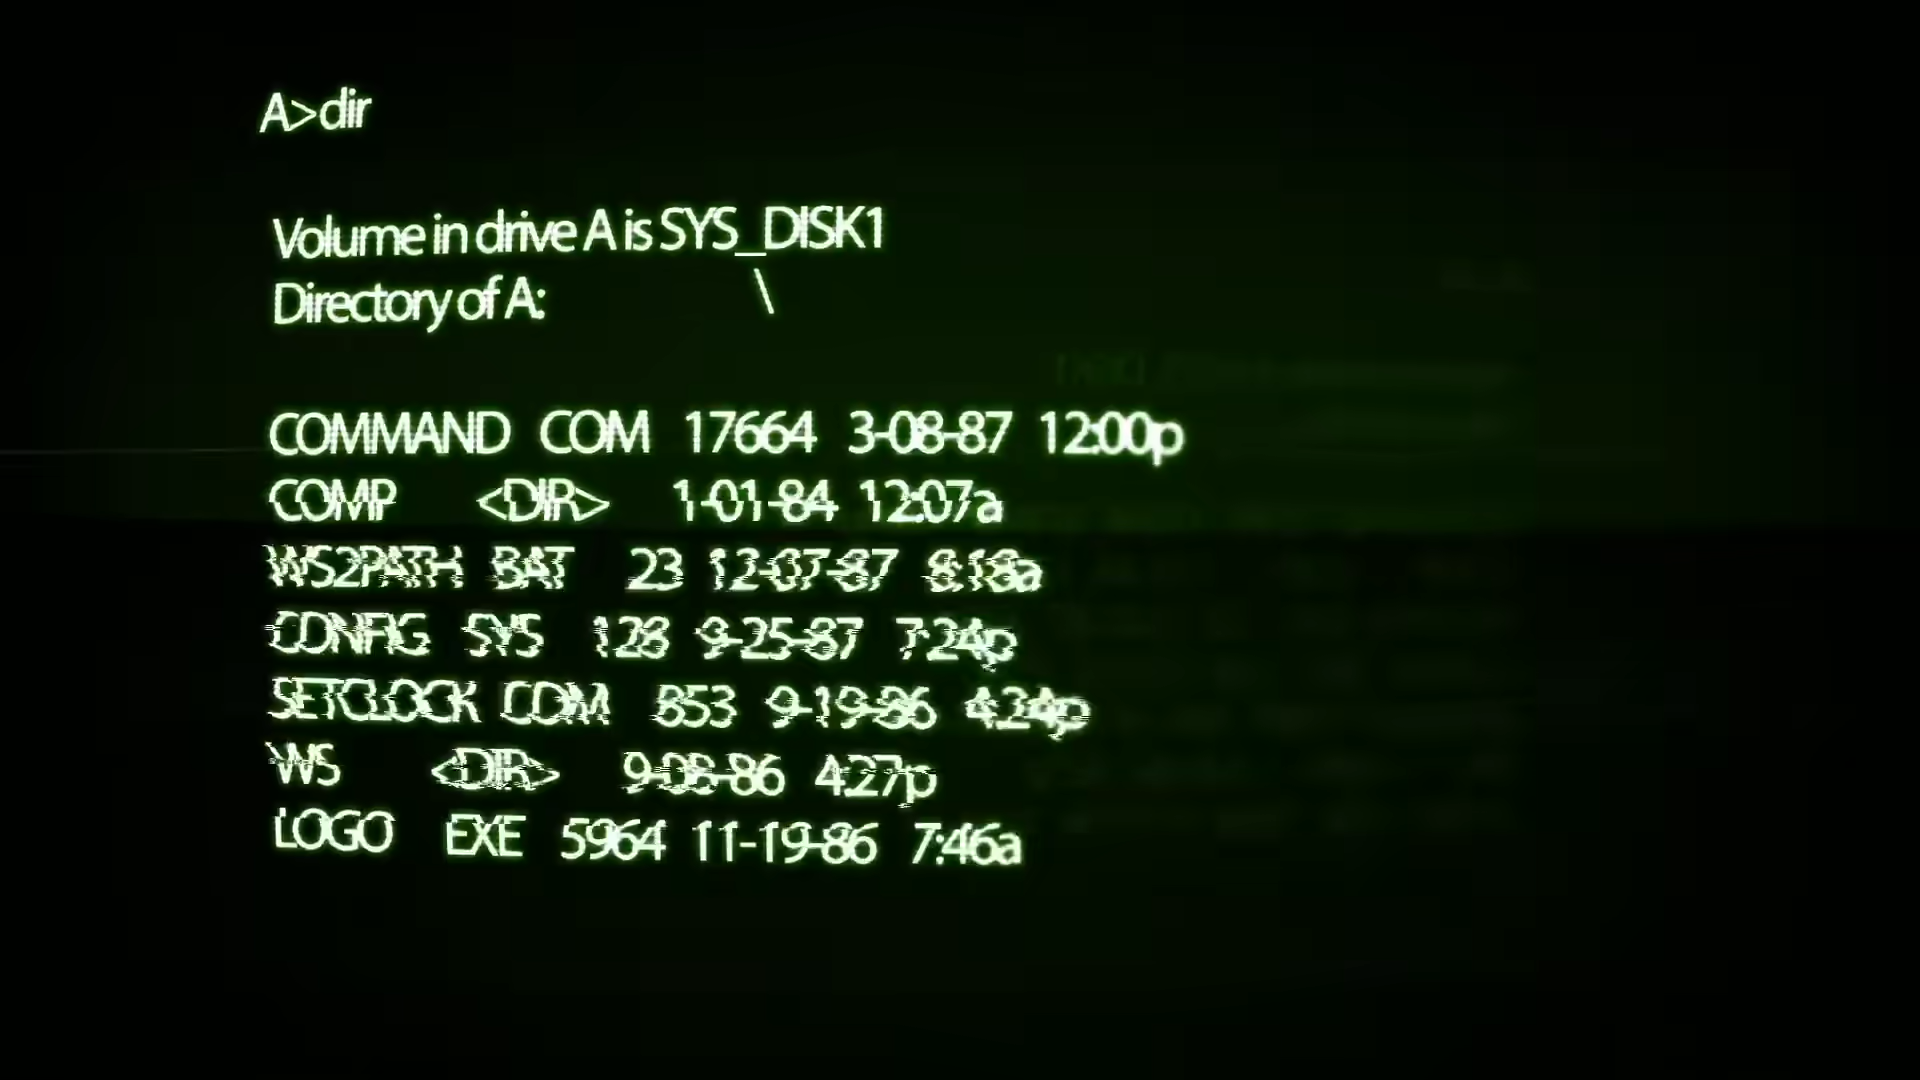 A>dir
Volume in drive A is SYS_DISK1
Directory of A: \
COMMAND COM 17664 3-08-87 12:00p
COMP <DIR> 1-01-84 12:07a
WS2PATH BAT 23 12-07-87 8:18a
CONFIG SYS 128 9-25-87 7:24p
SETCLOCK COM 853 9-19-86 4:24p
WS <DIR> 9-08-86 4:27p
LOGO EXE 5964 11-19-86 7:46a